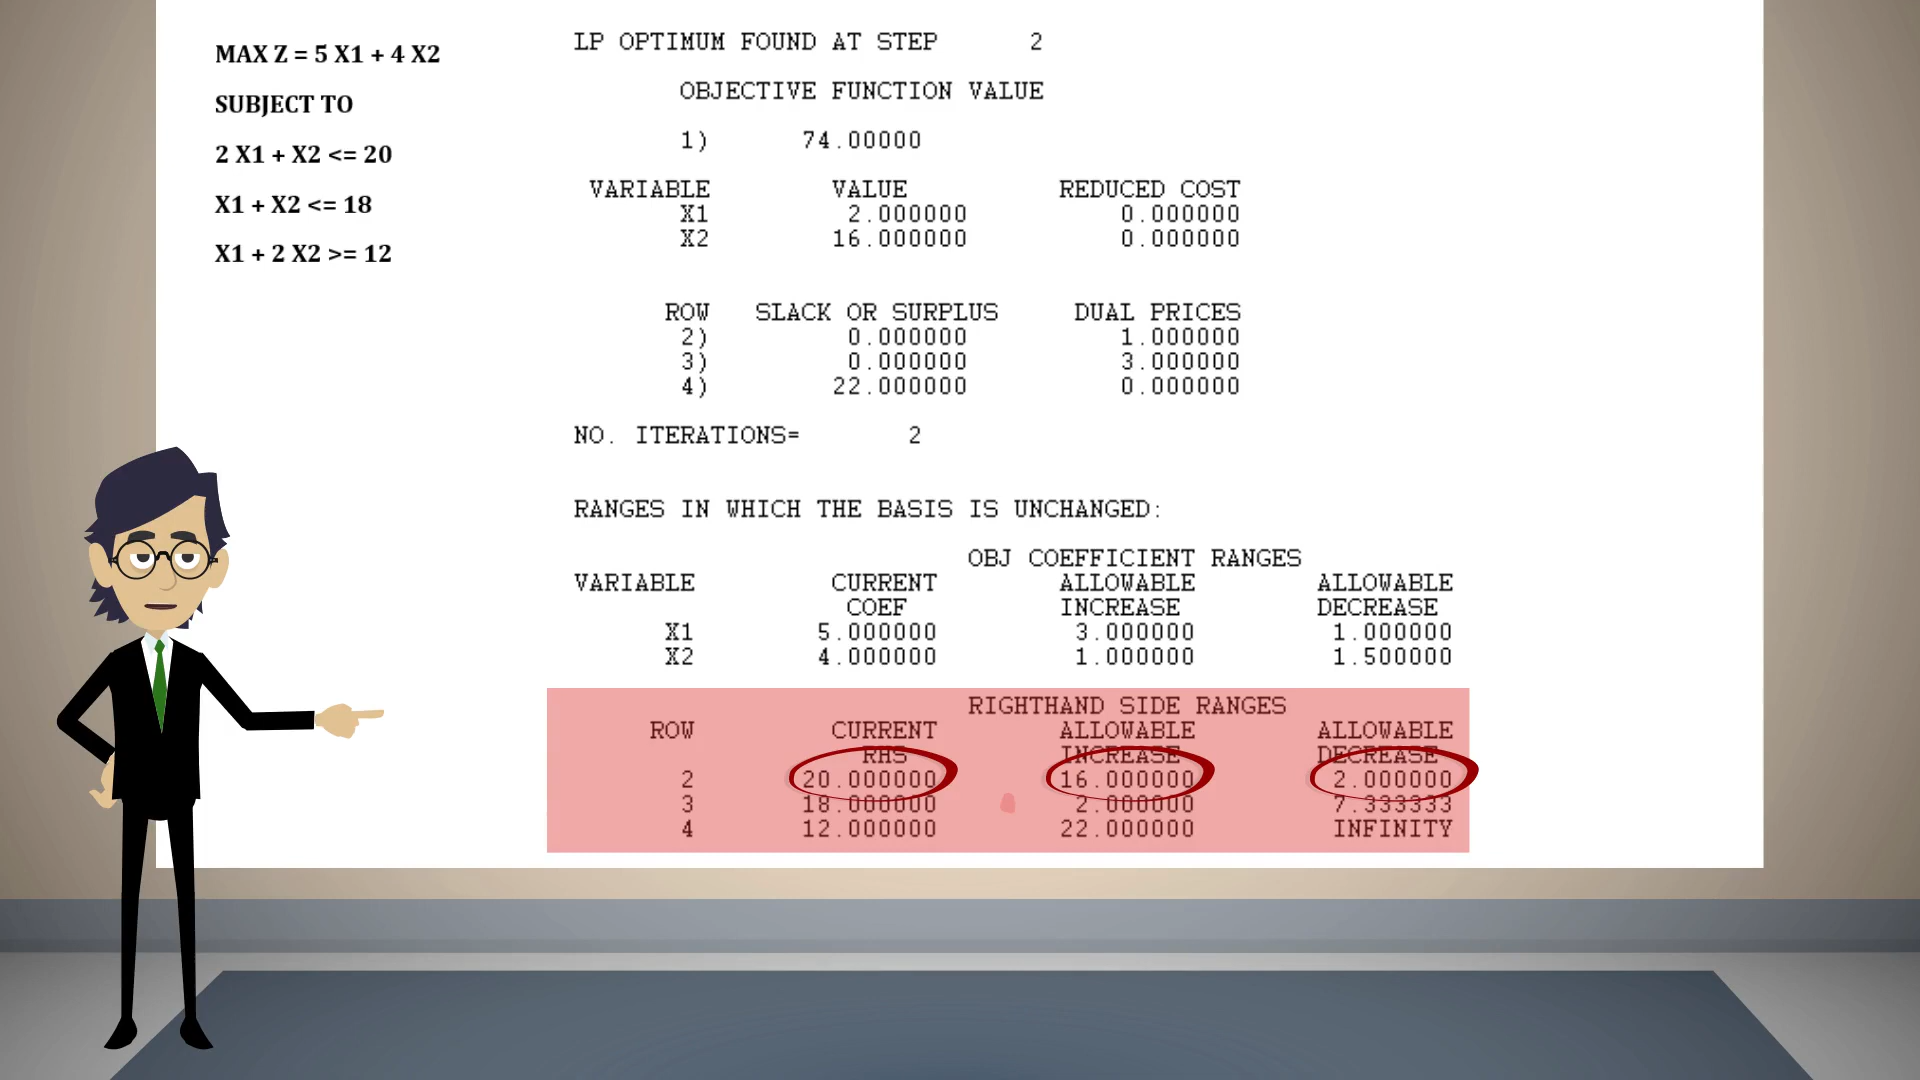 MAX Z = 5 X1 + 4 X2
SUBJECT TO
2 X1 + X2 <= 20
X1 + X2 <= 18
X1 + 2 X2 >= 12
LP OPTIMUM FOUND AT STEP 2
OBJECTIVE FUNCTION VALUE
1) 74.00000
VARIABLE VALUE REDUCED COST
X1 2.000000 0.000000
X2 16.000000 0.000000
ROW SLACK OR SURPLUS DUAL PRICES
2) 0.000000 1.000000
3) 0.000000 3.000000
4) 22.000000 0.000000
NO. ITERATIONS= 2
RANGES IN WHICH THE BASIS IS UNCHANGED:
OBJ COEFFICIENT RANGES
VARIABLE CURRENT ALLOWABLE ALLOWABLE
COEF INCREASE DECREASE
X1 5.000000 3.000000 1.000000
X2 4.000000 1.000000 1.500000
RIGHTHAND SIDE RANGES
ROW CURRENT ALLOWABLE ALLOWABLE
RHS INCREASE DECREASE
2 20.000000 16.000000 2.000000
3 18.000000 2.000000 7.333333
4 12.000000 22.000000 INFINITY